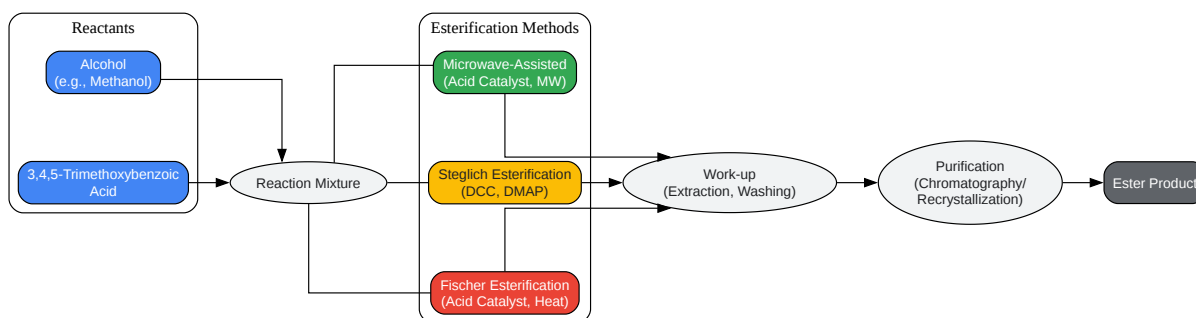 Reactants
Alcohol
(e.g., Methanol)
3,4,5-Trimethoxybenzoic
Acid
Reaction Mixture
Esterification Methods
Microwave-Assisted
(Acid Catalyst, MW)
Steglich Esterification
(DCC, DMAP)
Fischer Esterification
(Acid Catalyst, Heat)
Work-up
(Extraction, Washing)
Purification
(Chromatography/
Recrystallization)
Ester Product